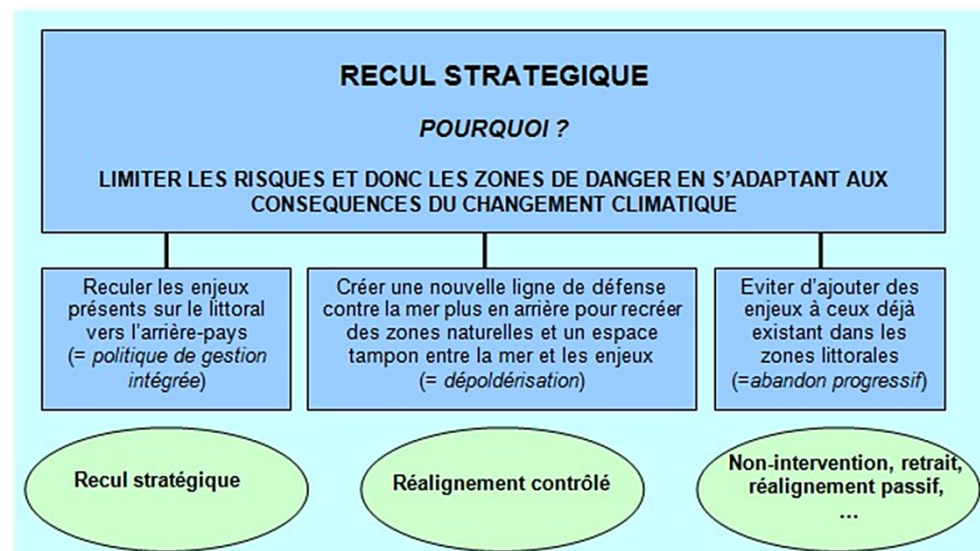 RECUL STRATEGIQUE
POURQUOI ?
LIMITER LES RISQUES ET DONC LES ZONES DE DANGER EN S’ADAPTANT AUX
CONSEQUENCES DU CHANGEMENT CLIMATIQUE
Reculer les enjeux
présents sur le littoral
vers l’arrière-pays
(= politique de gestion
intégrée)
Créer une nouvelle ligne de défense
contre la mer plus en arrière pour recréer
des zones naturelles et un espace
tampon entre la mer et les enjeux
(= dépoldérisation)
Eviter d’ajouter des
enjeux à ceux déjà
existant dans les
zones littorales
(=abandon progressif)
Recul stratégique
Réalignement contrôlé
Non-intervention, retrait,
réalignement passif,
…